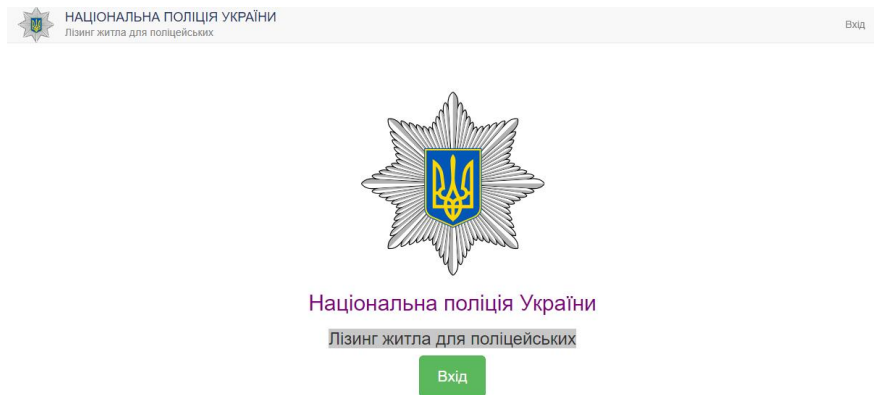 НАЦІОНАЛЬНА ПОЛІЦІЯ УКРАЇНИ
Лізинг житла для поліцейських
Вхід
Національна поліція України
Лізинг житла для поліцейських
Вхід